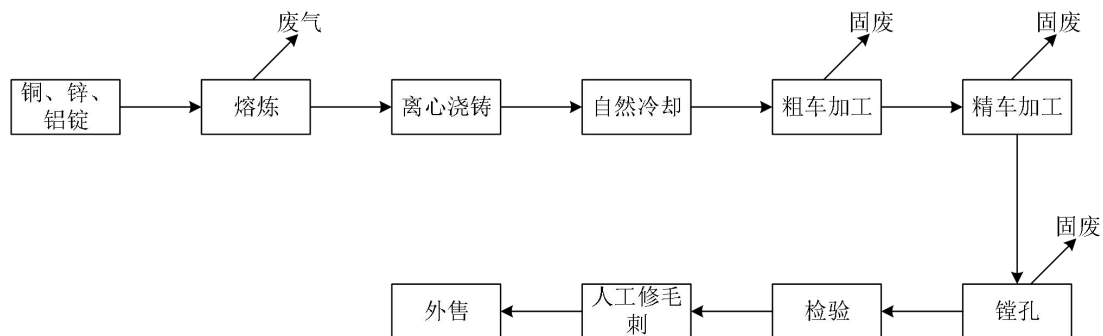 废气
固废
固废
铜、锌、
铝锭
熔炼
离心浇铸
自然冷却
粗车加工
精车加工
固废
外售
人工修毛
刺
检验
镗孔